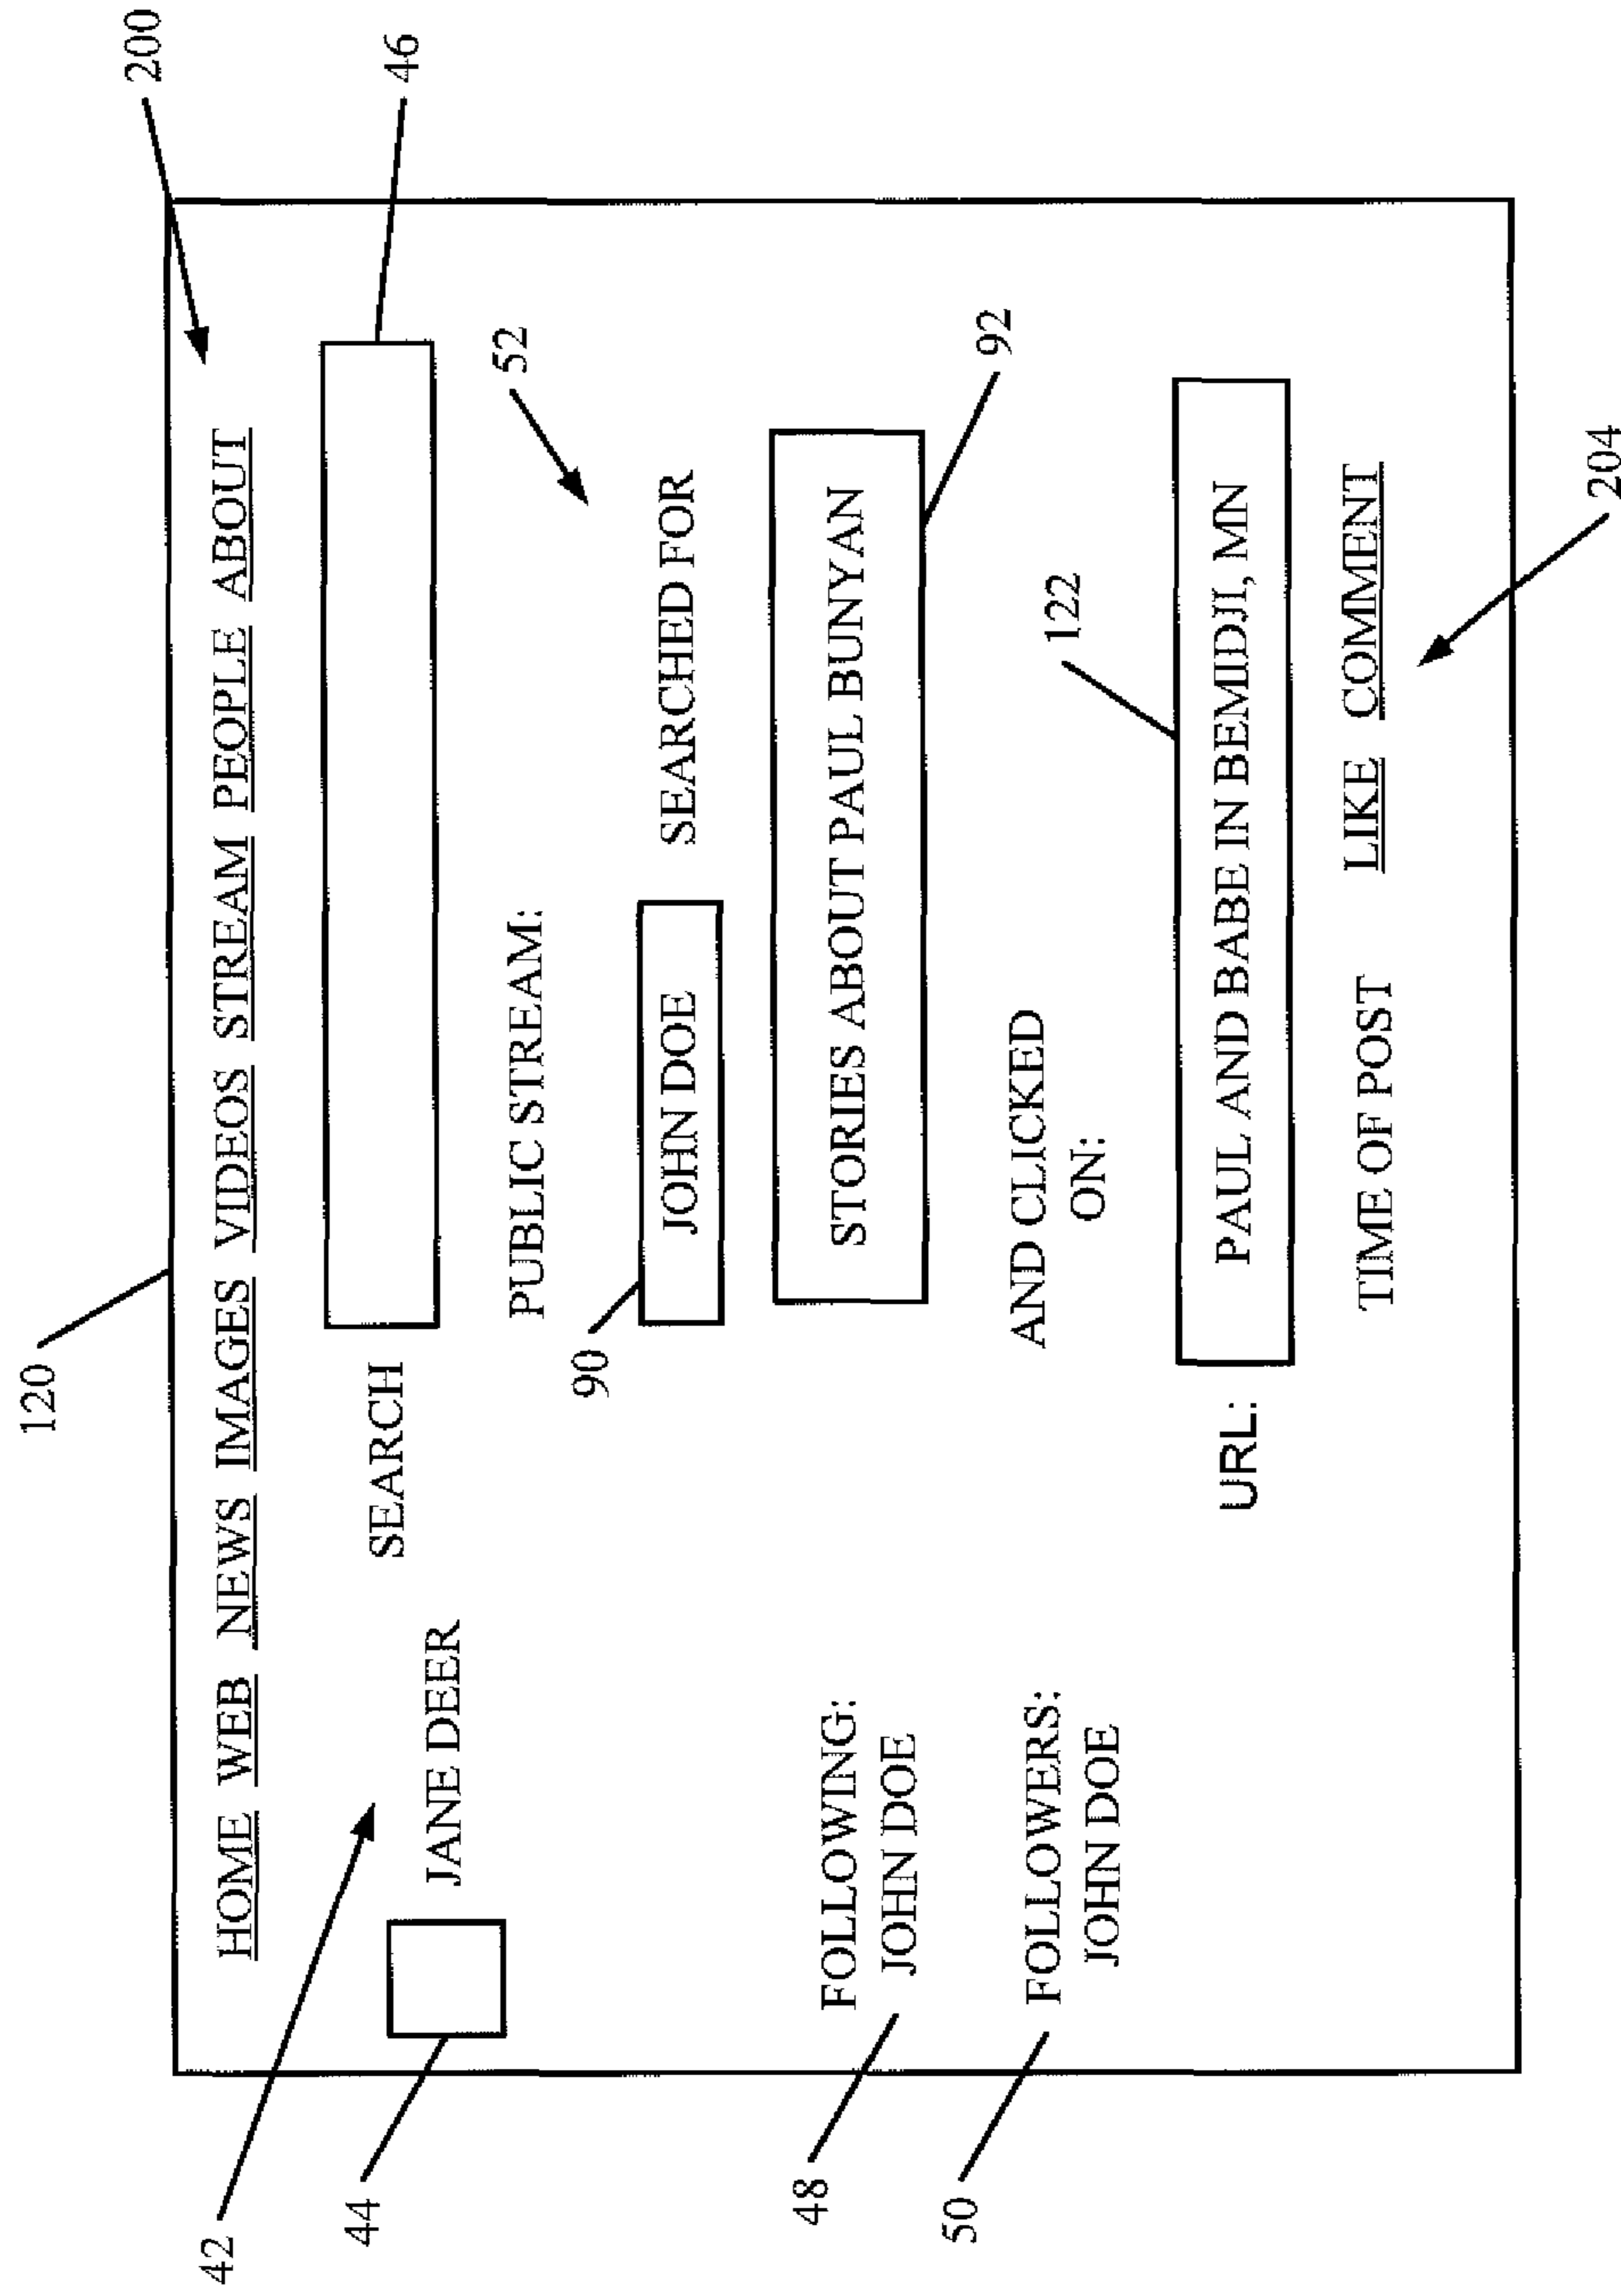 120
200
HOME WEB NEWS IMAGES VIDEOS STREAM PEOPLE ABOUT
42
46
SEARCH
JANE DEER
44
PUBLIC STREAM:
52
90
JOHN DOE
SEARCHED FOR
STORIES ABOUT PAUL BUNYAN
92
FOLLOWING:
JOHN DOE
48
AND CLICKED
ON:
122
FOLLOWERS:
JOHN DOE
50
URL:
PAUL AND BABE IN BEMIDJI, MN
TIME OF POST
LIKE COMMENT
204